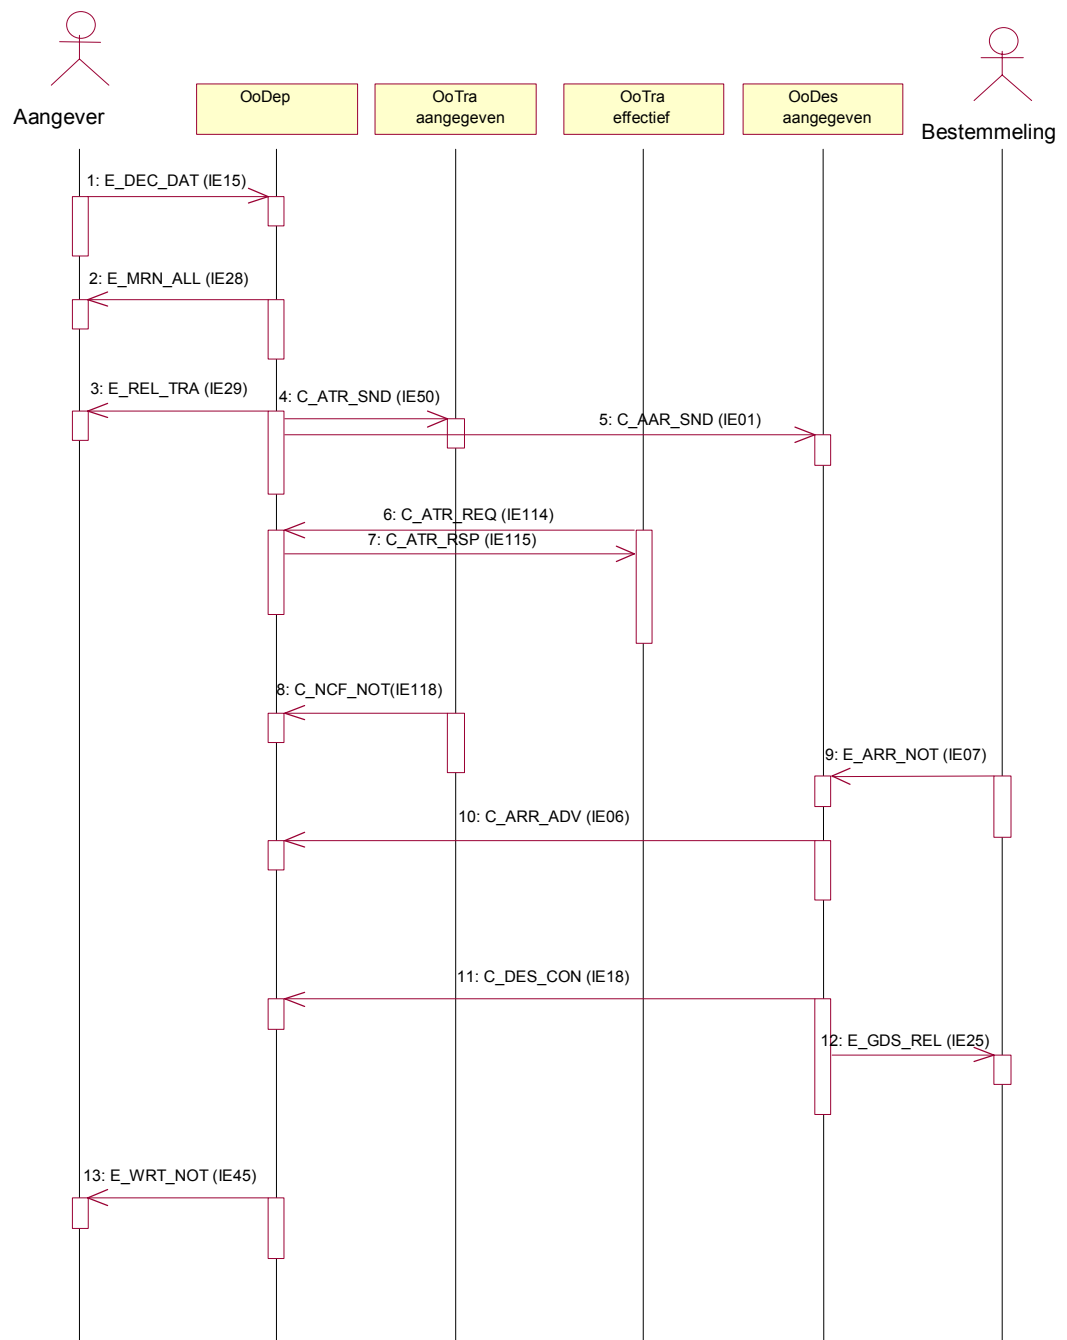 Aangever
OoDep
OoTra
aangegeven
OoTra
effectief
OoDes
aangegeven
Bestemmeling
1: E_DEC_DAT (IE15)
2: E_MRN_ALL (IE28)
3: E_REL_TRA (IE29)
4: C_ATR_SND (IE50)
5: C_AAR_SND (IE01)
6: C_ATR_REQ (IE114)
7: C_ATR_RSP (IE115)
8: C_NCF_NOT(IE118)
9: E_ARR_NOT (IE07)
10: C_ARR_ADV (IE06)
11: C_DES_CON (IE18)
12: E_GDS_REL (IE25)
13: E_WRT_NOT (IE45)